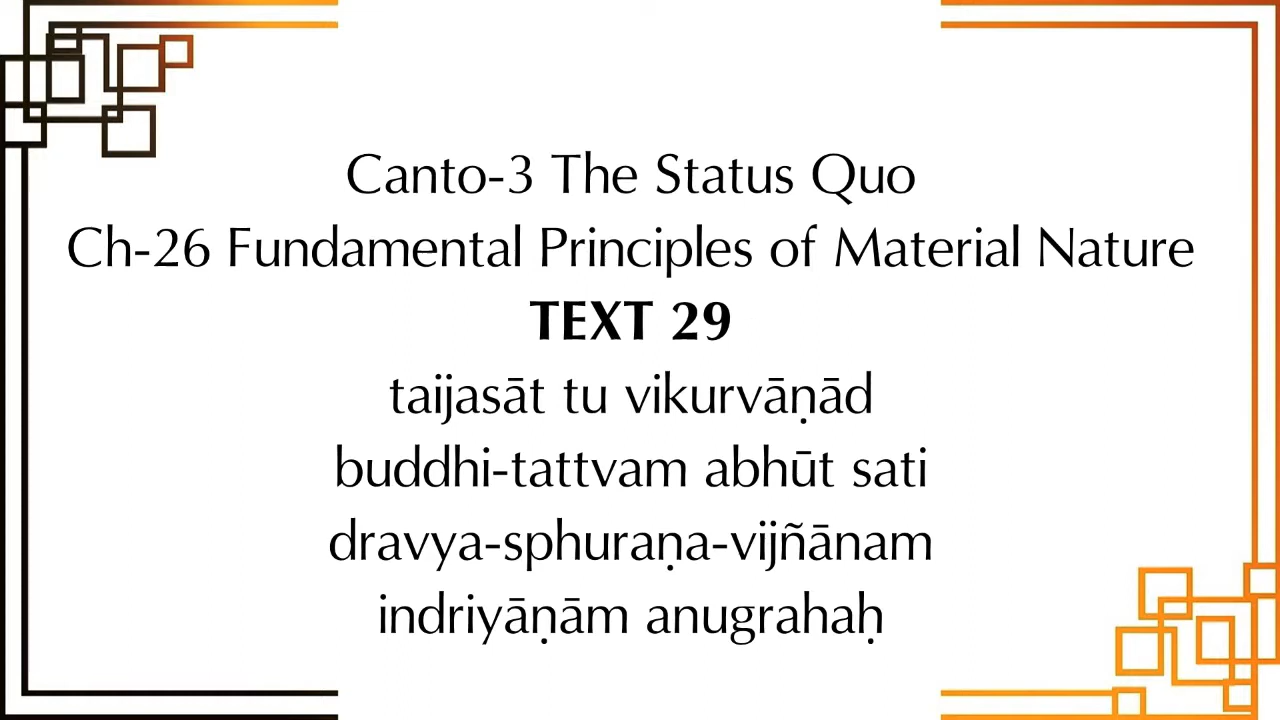 Canto-3 The Status Quo
Ch-26 Fundamental Principles of Material Nature
TEXT 29
taijasāt tu vikurvāṇād
buddhi-tattvam abhūt sati
dravya-sphuraṇa-vijñānam
indriyāṇām anugrahaḥ